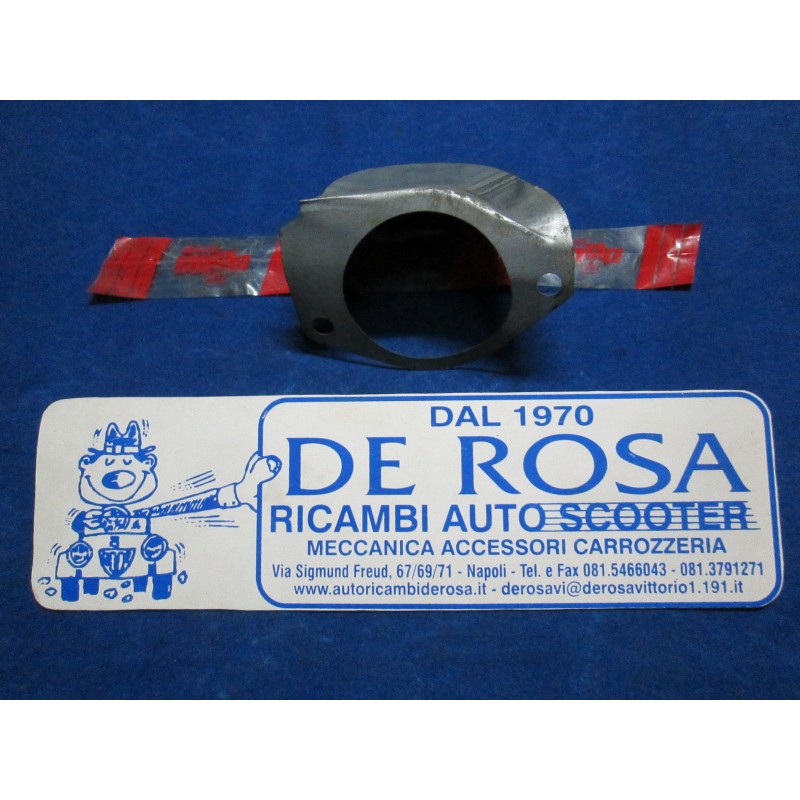 DAL 1970
DE ROSA
RICAMBI AUTO SCOOTER
MECCANICA ACCESSORI CARROZZERIA
Via Sigmund Freud, 67/69/71 - Napoli - Tel. e Fax 081.5466043 - 081.3791271
www.autoricambiderosa.it - derosavi@derosavittorio1.191.it